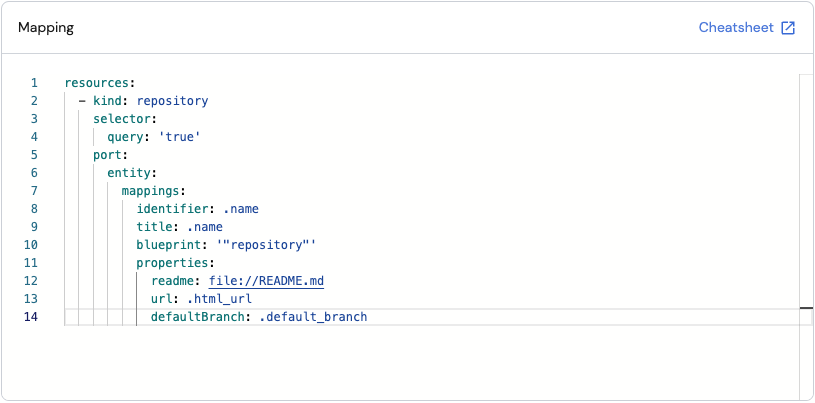 Mapping
Cheatsheet
1 resources:
2 - kind: repository
3 selector:
4 query: 'true'
5 port:
6 entity:
7 mappings:
8 identifier: .name
9 title: .name
10 blueprint: '"repository"'
11 properties:
12 readme: file://README.md
13 url: .html_url
14 defaultBranch: .default_branch